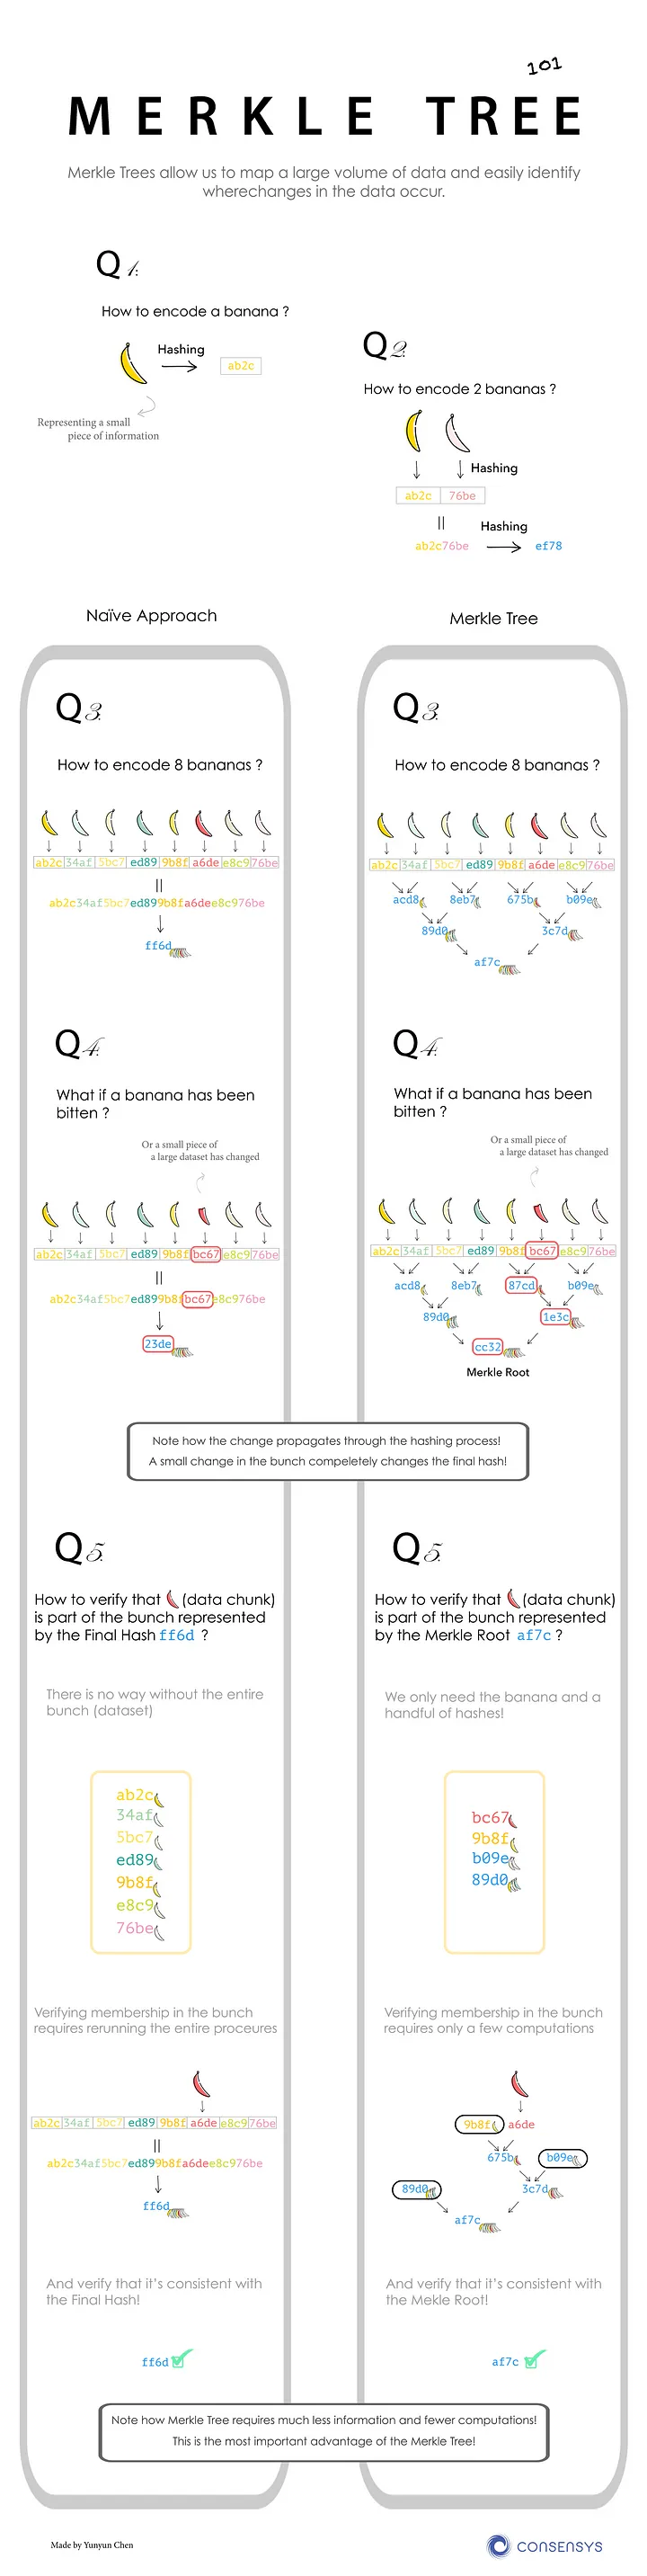 101
MERKLE TREE
Merkle Trees allow us to map a large volume of data and easily identify
wherechanges in the data occur.
Q 1.
How to encode a banana ?
Hashing
ab2c
Representing a small
piece of information
Q 2.
How to encode 2 bananas ?
Hashing
ab2c 76be
||
Hashing
ab2c76be ef78
Naïve Approach
Q 3.
How to encode 8 bananas ?
ab2c 34af 5bc7 ed89 9b8f a6de e8c9 76be
||
ab2c34af5bc7ed899b8fa6dee8c976be
ff6d
Q 4.
What if a banana has been
bitten ?
Or a small piece of
a large dataset has changed
ab2c 34af 5bc7 ed89 9b8f bc67 e8c9 76be
||
ab2c34af5bc7ed899b8fbc67e8c976be
23de
Merkle Tree
Q 3.
How to encode 8 bananas ?
ab2c 34af 5bc7 ed89 9b8f a6de e8c9 76be
acd8 8eb7 675b b09e
89d0 3c7d
af7c
Q 4.
What if a banana has been
bitten ?
Or a small piece of
a large dataset has changed
ab2c 34af 5bc7 ed89 9b8f bc67 e8c9 76be
acd8 8eb7 87cd b09e
89d0 1e3c
cc32
Merkle Root
Note how the change propagates through the hashing process!
A small change in the bunch compeletely changes the final hash!
Q 5.
How to verify that (data chunk)
is part of the bunch represented
by the Final Hash ff6d ?
There is no way without the entire
bunch (dataset)
ab2c
34af
5bc7
ed89
9b8f
e8c9
76be
Verifying membership in the bunch
requires rerunning the entire proceures
ab2c 34af 5bc7 ed89 9b8f a6de e8c9 76be
||
ab2c34af5bc7ed899b8fa6dee8c976be
ff6d
And verify that it's consistent with
the Final Hash!
ff6d
Q 5.
How to verify that (data chunk)
is part of the bunch represented
by the Merkle Root af7c ?
We only need the banana and a
handful of hashes!
bc67
9b8f
b09e
89d0
Verifying membership in the bunch
requires only a few computations
9b8f a6de
675b b09e
89d0 3c7d
af7c
And verify that it's consistent with
the Mekle Root!
af7c
Note how Merkle Tree requires much less information and fewer computations!
This is the most important advantage of the Merkle Tree!
Made by Yunyun Chen
CONSENSYS